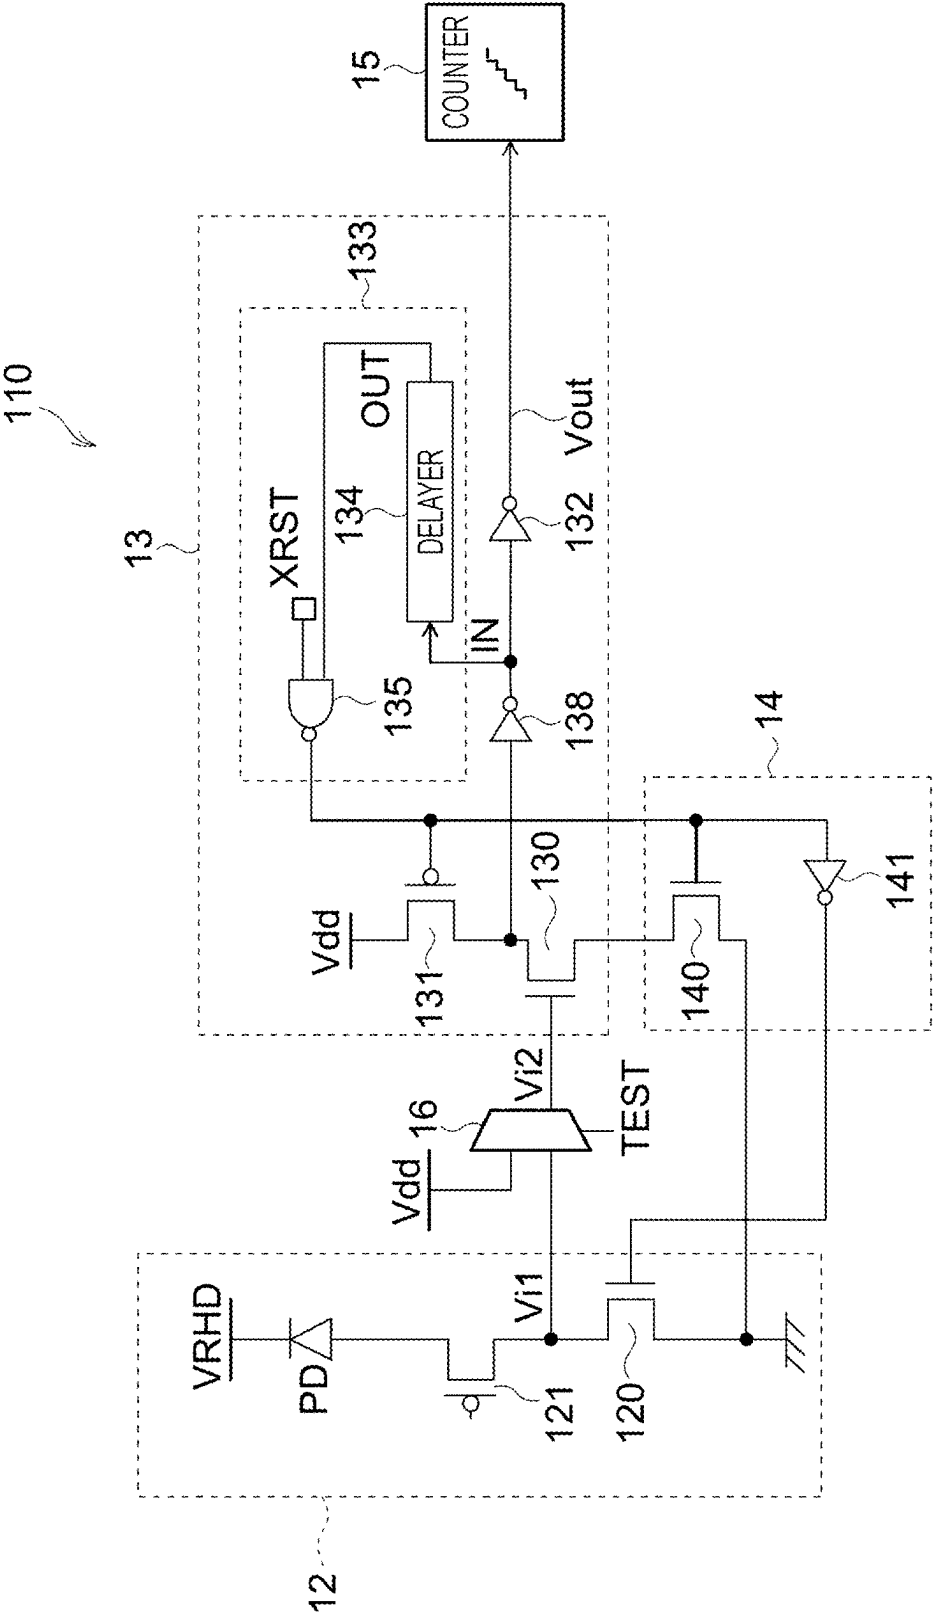 110
13
133
XRST
134
OUT
DELAYER
135
IN
138
132
Vout
15
COUNTER
Vdd
131
130
14
140
141
16
Vdd
Vi2
TEST
12
VRHD
PD
121
Vi1
120